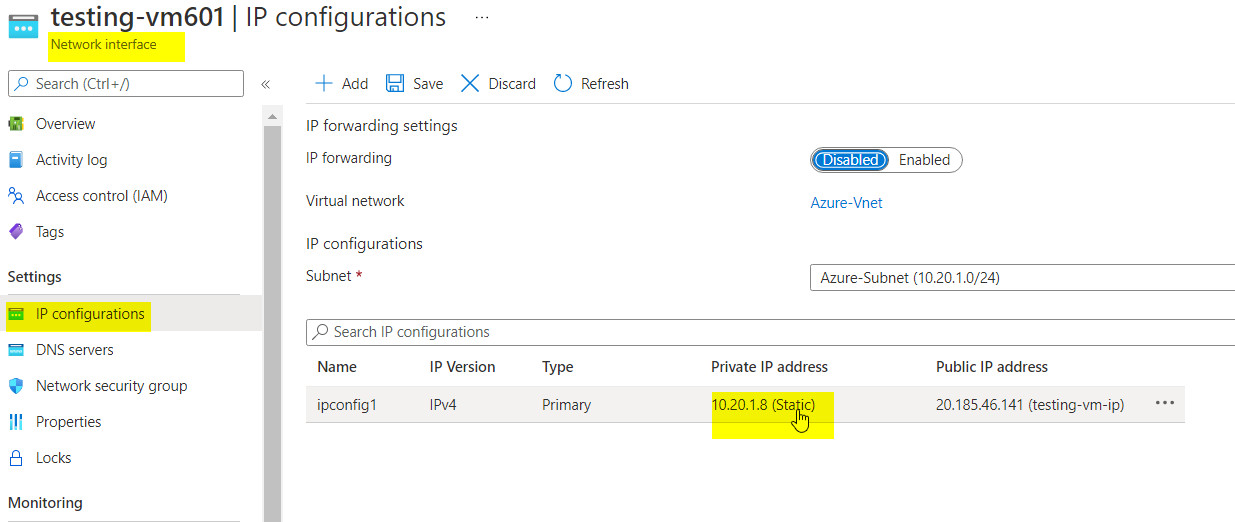 testing-vm601 | IP configurations ...
Network interface
Search (Ctrl+/) «
Overview
Activity log
Access control (IAM)
Tags
Settings
IP configurations
DNS servers
Network security group
Properties
Locks
Monitoring
Add Save Discard Refresh
IP forwarding settings
IP forwarding Disabled Enabled
Virtual network Azure-Vnet
IP configurations
Subnet * Azure-Subnet (10.20.1.0/24)
Search IP configurations
Name IP Version Type Private IP address Public IP address
ipconfig1 IPv4 Primary 10.20.1.8 (Static) 20.185.46.141 (testing-vm-ip) ...